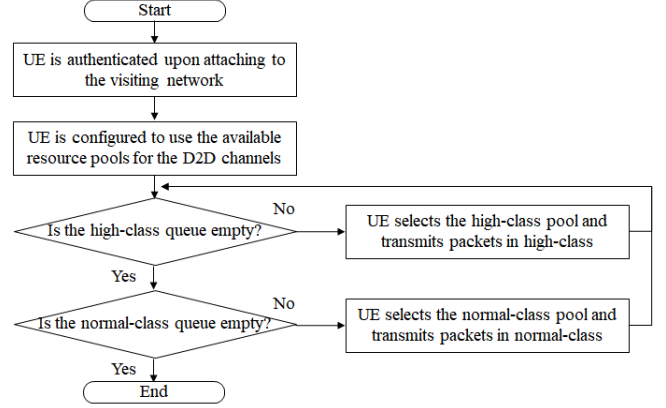 Start
UE is authenticated upon attaching to
the visiting network
UE is configured to use the available
resource pools for the D2D channels
Is the high-class queue empty?
No
UE selects the high-class pool and
transmits packets in high-class
Yes
Is the normal-class queue empty?
No
UE selects the normal-class pool and
transmits packets in normal-class
Yes
End